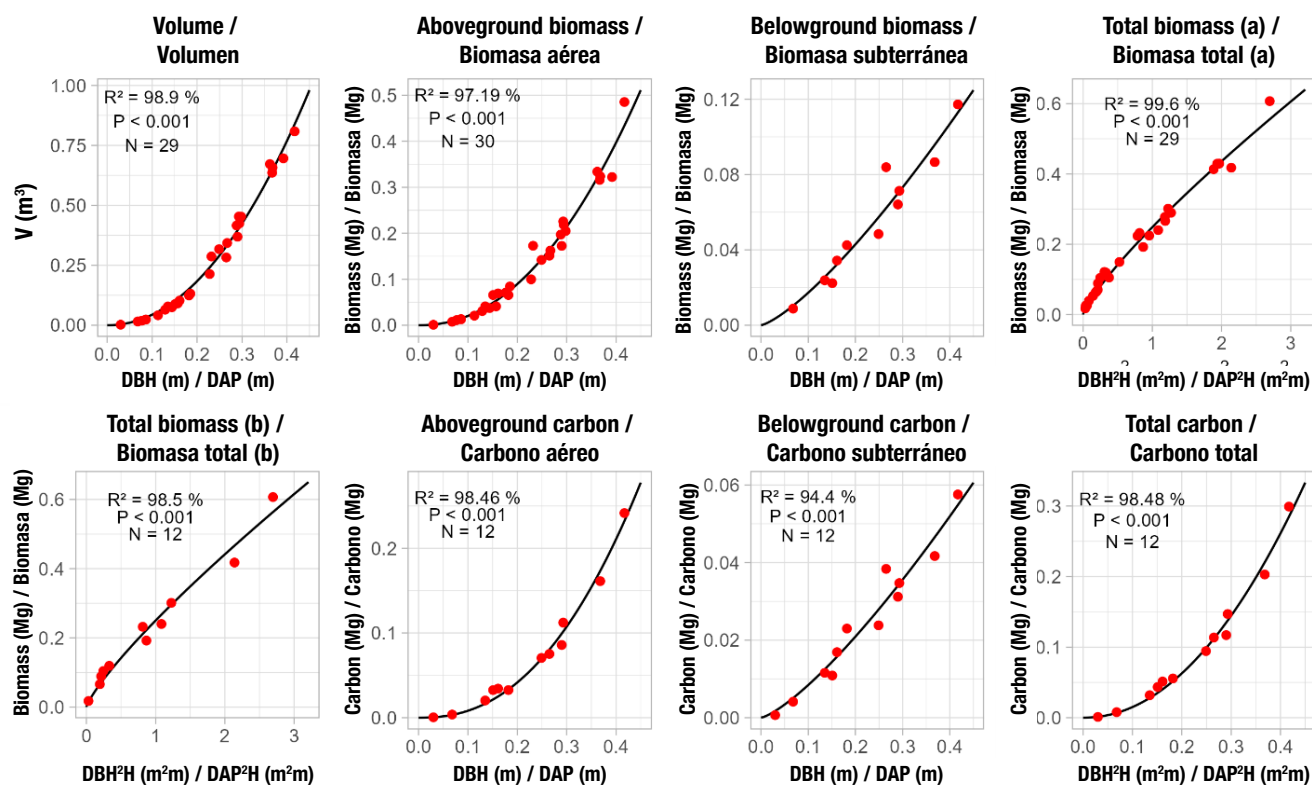 Volume /
Volumen
V (m³)
1.00
0.75
0.50
0.25
0.00
R² = 98.9 %
P < 0.001
N = 29
0.0 0.1 0.2 0.3 0.4
DBH (m) / DAP (m)
Aboveground biomass /
Biomasa aérea
Biomass (Mg) / Biomasa (Mg)
0.5
0.4
0.3
0.2
0.1
0.0
R² = 97.19 %
P < 0.001
N = 30
0.0 0.1 0.2 0.3 0.4
DBH (m) / DAP (m)
Belowground biomass /
Biomasa subterránea
Biomass (Mg) / Biomasa (Mg)
0.12
0.08
0.04
0.00
0.0 0.1 0.2 0.3 0.4
DBH (m) / DAP (m)
Total biomass (a) /
Biomasa total (a)
Biomass (Mg) / Biomasa (Mg)
0.6
0.4
0.2
0.0
R² = 99.6 %
P < 0.001
N = 29
0 1 2 3
DBH²H (m²m) / DAP²H (m²m)
Total biomass (b) /
Biomasa total (b)
Biomass (Mg) / Biomasa (Mg)
0.6
0.4
0.2
0.0
R² = 98.5 %
P < 0.001
N = 12
0 1 2 3
DBH²H (m²m) / DAP²H (m²m)
Aboveground carbon /
Carbono aéreo
Carbon (Mg) / Carbono (Mg)
0.2
0.1
0.0
R² = 98.46 %
P < 0.001
N = 12
0.0 0.1 0.2 0.3 0.4
DBH (m) / DAP (m)
Belowground carbon /
Carbono subterráneo
Carbon (Mg) / Carbono (Mg)
0.06
0.04
0.02
0.00
R² = 94.4 %
P < 0.001
N = 12
0.0 0.1 0.2 0.3 0.4
DBH (m) / DAP (m)
Total carbon /
Carbono total
Carbon (Mg) / Carbono (Mg)
0.3
0.2
0.1
0.0
R² = 98.48 %
P < 0.001
N = 12
0.0 0.1 0.2 0.3 0.4
DBH²H (m²m) / DAP²H (m²m)